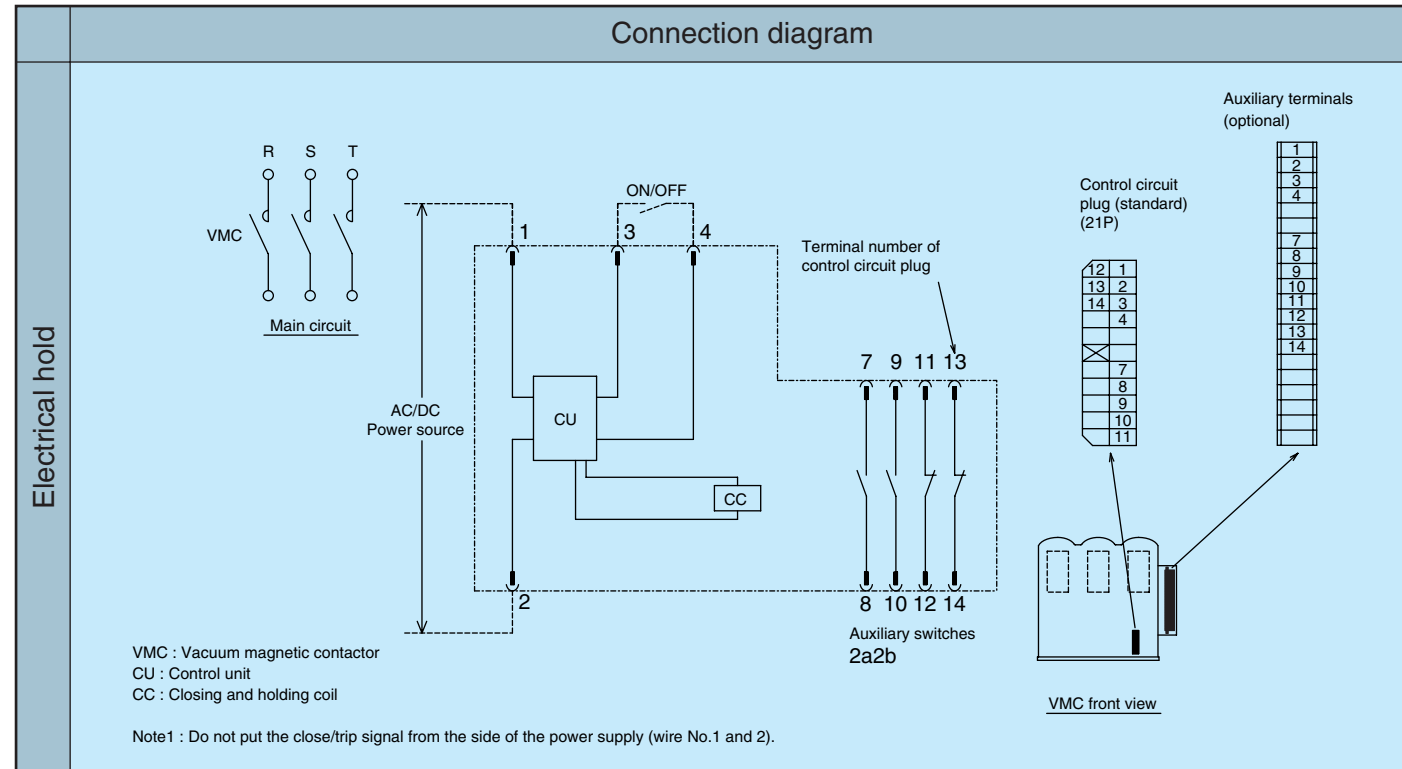 Connection diagram
Electrical hold
R S T
VMC
Main circuit
AC/DC
Power source
ON/OFF
1 3 4
2
CU
CC
Terminal number of
control circuit plug
7 9 11 13
8 10 12 14
Auxiliary switches
2a2b
Control circuit
plug (standard)
(21P)
12 1
13 2
14 3
4
7
8
9
10
11
Auxiliary terminals
(optional)
1
2
3
4
7
8
9
10
11
12
13
14
VMC front view
VMC : Vacuum magnetic contactor
CU : Control unit
CC : Closing and holding coil
Note1 : Do not put the close/trip signal from the side of the power supply (wire No.1 and 2).